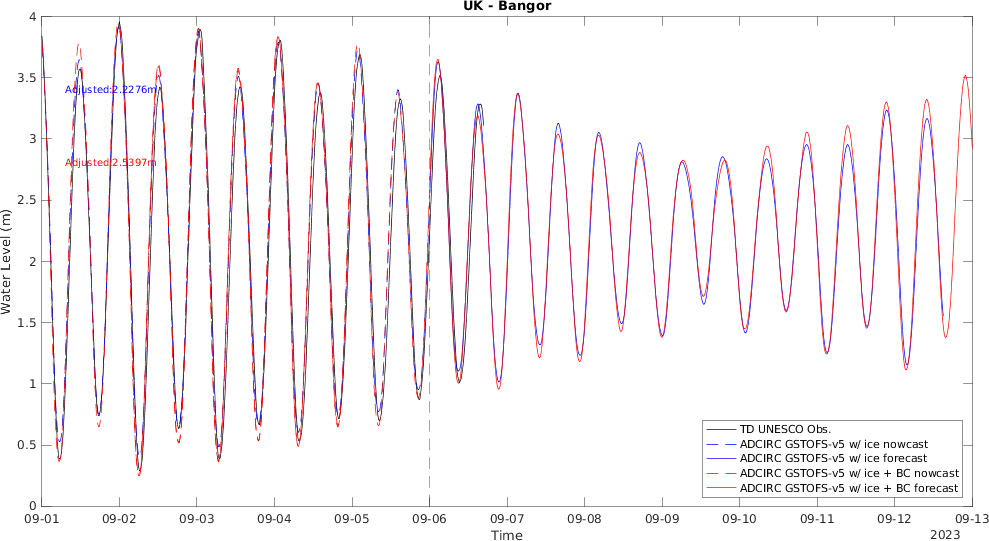 UK - Bangor
4
3.5
3
2.5
2
1.5
1
0.5
0
Water Level (m)
Adjusted:2.2276m
Adjusted:2.5397m
TD UNESCO Obs.
ADCIRC GSTOFS-v5 w/ ice nowcast
ADCIRC GSTOFS-v5 w/ ice forecast
ADCIRC GSTOFS-v5 w/ ice + BC nowcast
ADCIRC GSTOFS-v5 w/ ice + BC forecast
09-01 09-02 09-03 09-04 09-05 09-06 09-07 09-08 09-09 09-10 09-11 09-12 09-13
Time
2023